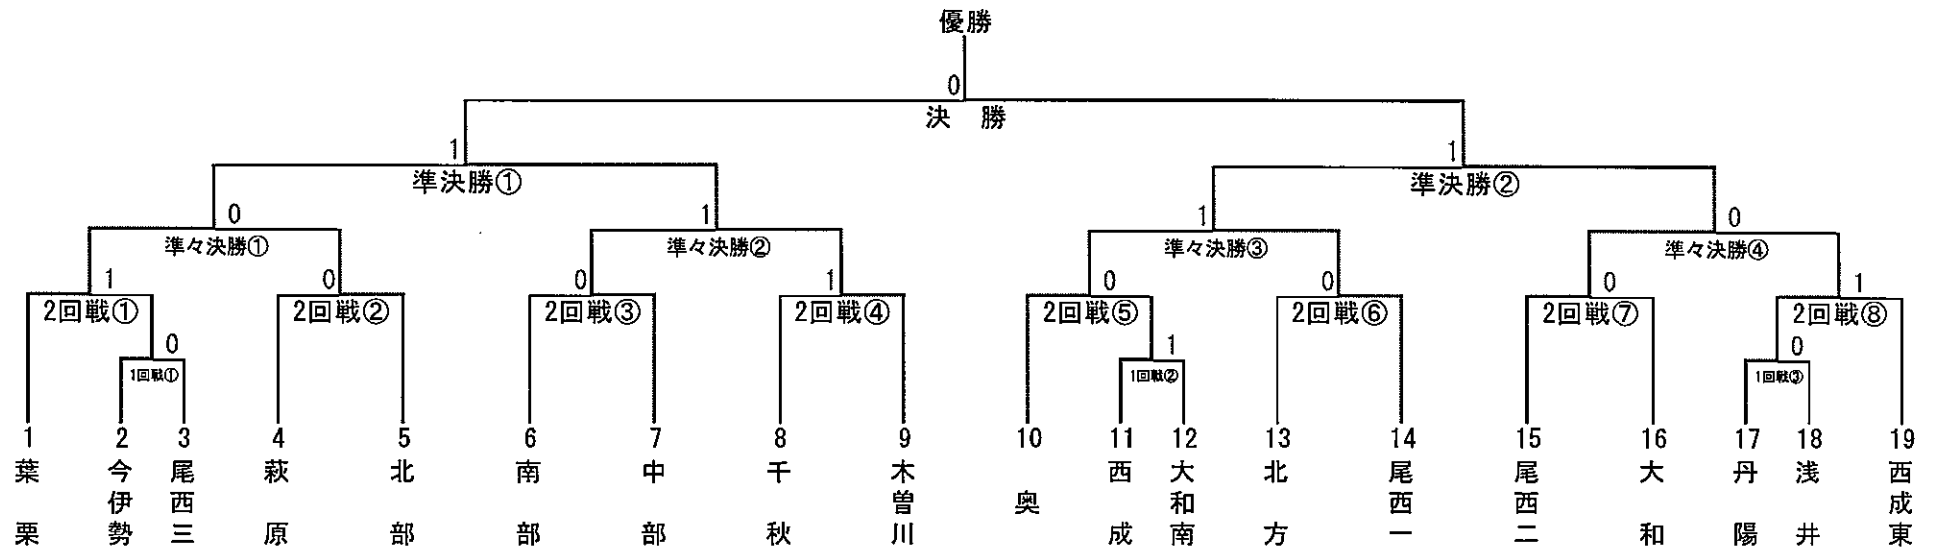 優勝
0
決 勝
1
1
準決勝①
準決勝②
0
1
1
0
準々決勝①
準々決勝②
準々決勝③
準々決勝④
1
0
0
1
0
0
0
1
2回戦①
2回戦②
2回戦③
2回戦④
2回戦⑤
2回戦⑥
2回戦⑦
2回戦⑧
0
1
0
1回戦①
1回戦②
1回戦③
1 葉栗
2 今伊勢
3 尾西三
4 萩原
5 北部
6 南部
7 中部
8 千秋
9 木曽川
10 奥
11 西成
12 大和南
13 北方
14 尾西一
15 尾西二
16 大和
17 丹陽
18 浅井
19 西成東